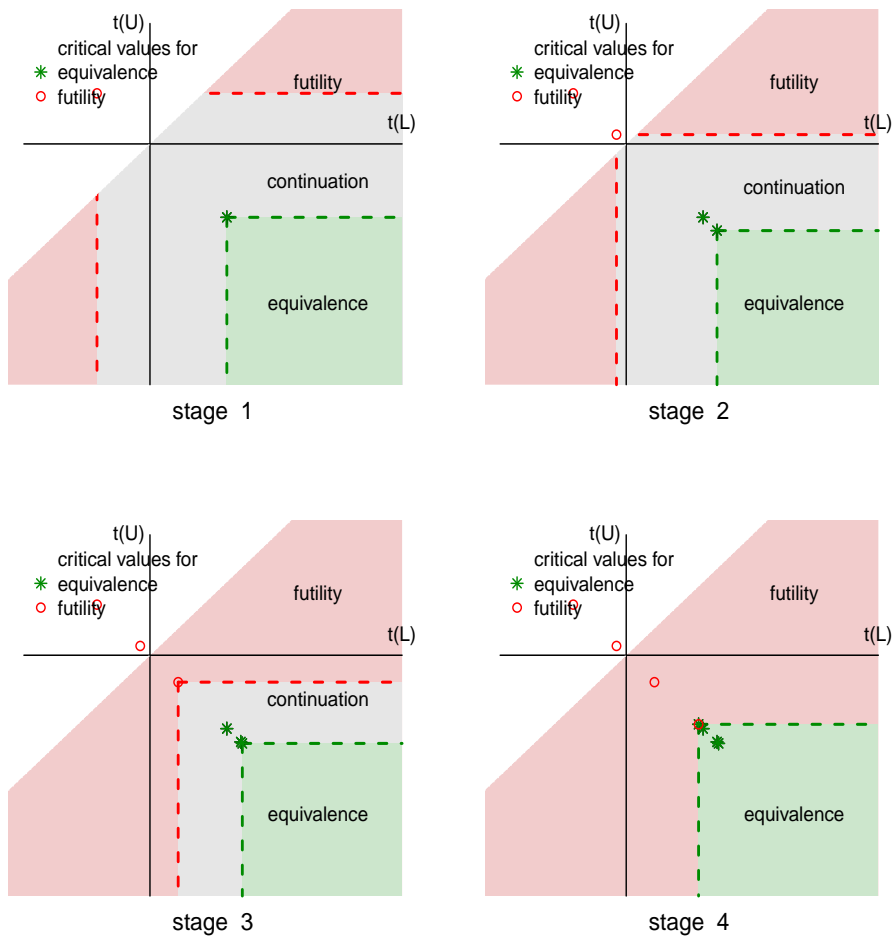 t(U)
critical values for
equivalence
futility
futility
t(L)
continuation
equivalence
stage 1
t(U)
critical values for
equivalence
futility
futility
t(L)
continuation
equivalence
stage 2
t(U)
critical values for
equivalence
futility
futility
t(L)
continuation
equivalence
stage 3
t(U)
critical values for
equivalence
futility
futility
t(L)
equivalence
stage 4